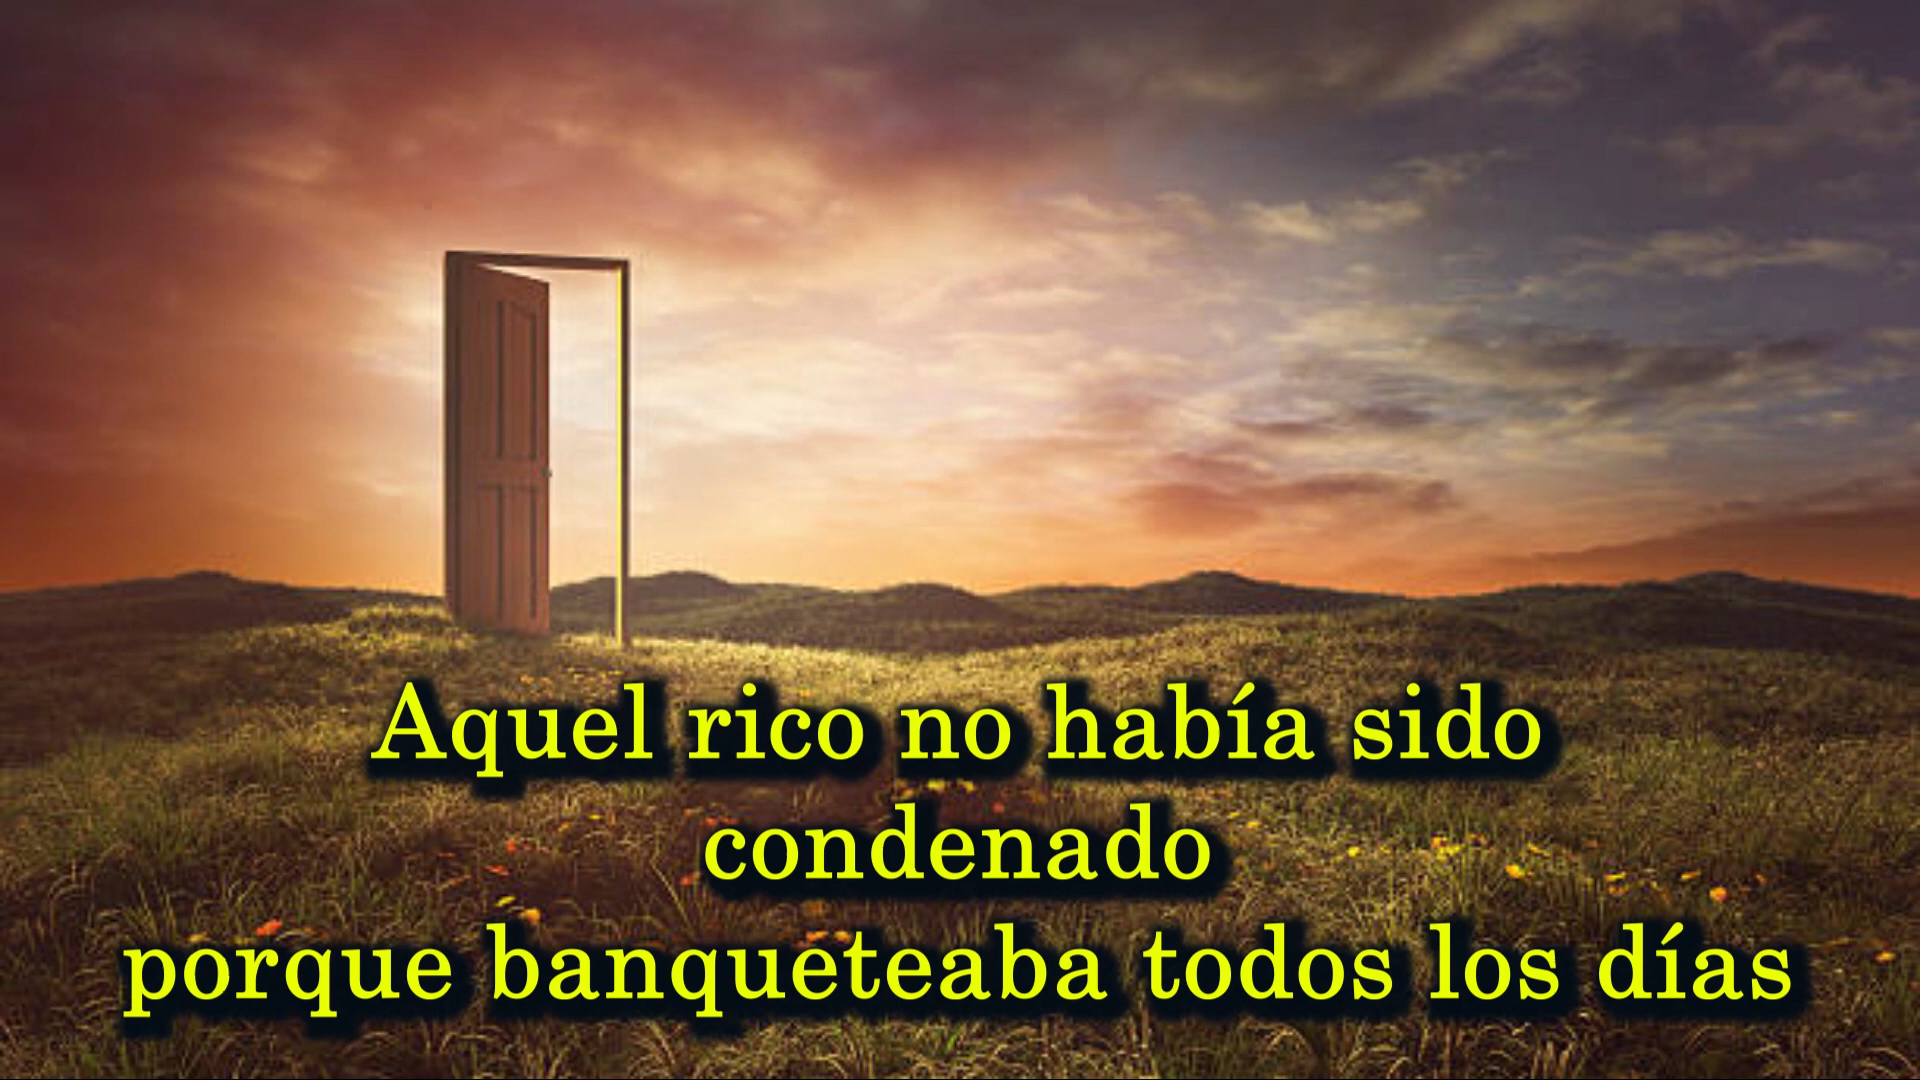 Aquel rico no había sido
condenado
porque banqueteaba todos los días